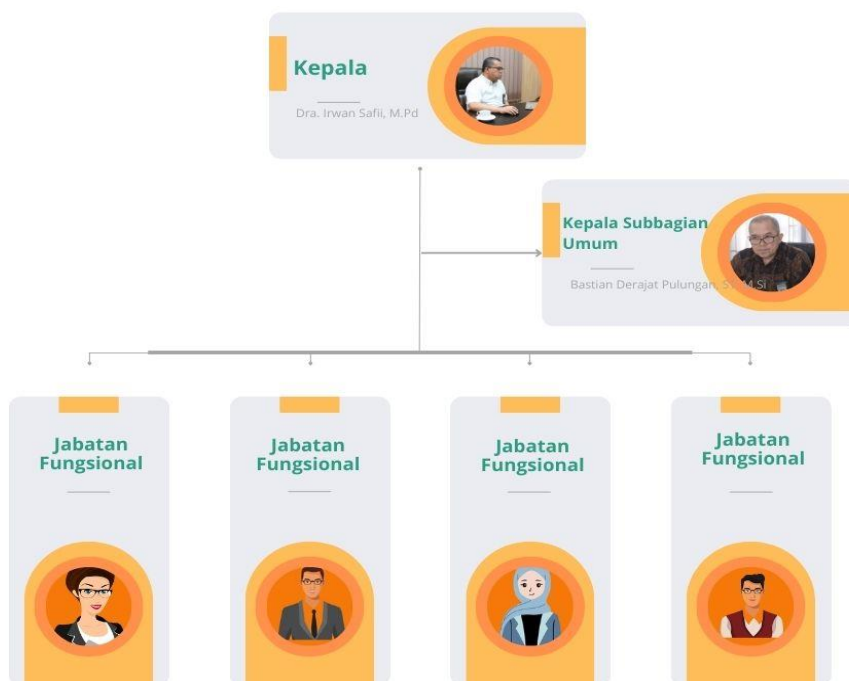 Kepala
Dra. Irwan Safii, M.Pd
Kepala Subbagian
Umum
Bastian Derajat Pulungan, M.Si
Jabatan
Fungsional
Jabatan
Fungsional
Jabatan
Fungsional
Jabatan
Fungsional